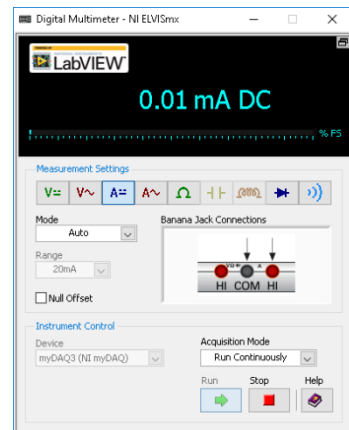 Digital Multimeter - NI ELVISmx
LabVIEW
0.01 mA DC
% FS
Measurement Settings
V= V~ A= A~ Ω
Mode
Banana Jack Connections
Auto
Range
20mA
Null Offset
VΩ A
HI COM HI
Instrument Control
Device
Acquisition Mode
myDAQ3 (NI myDAQ)
Run Continuously
Run Stop Help